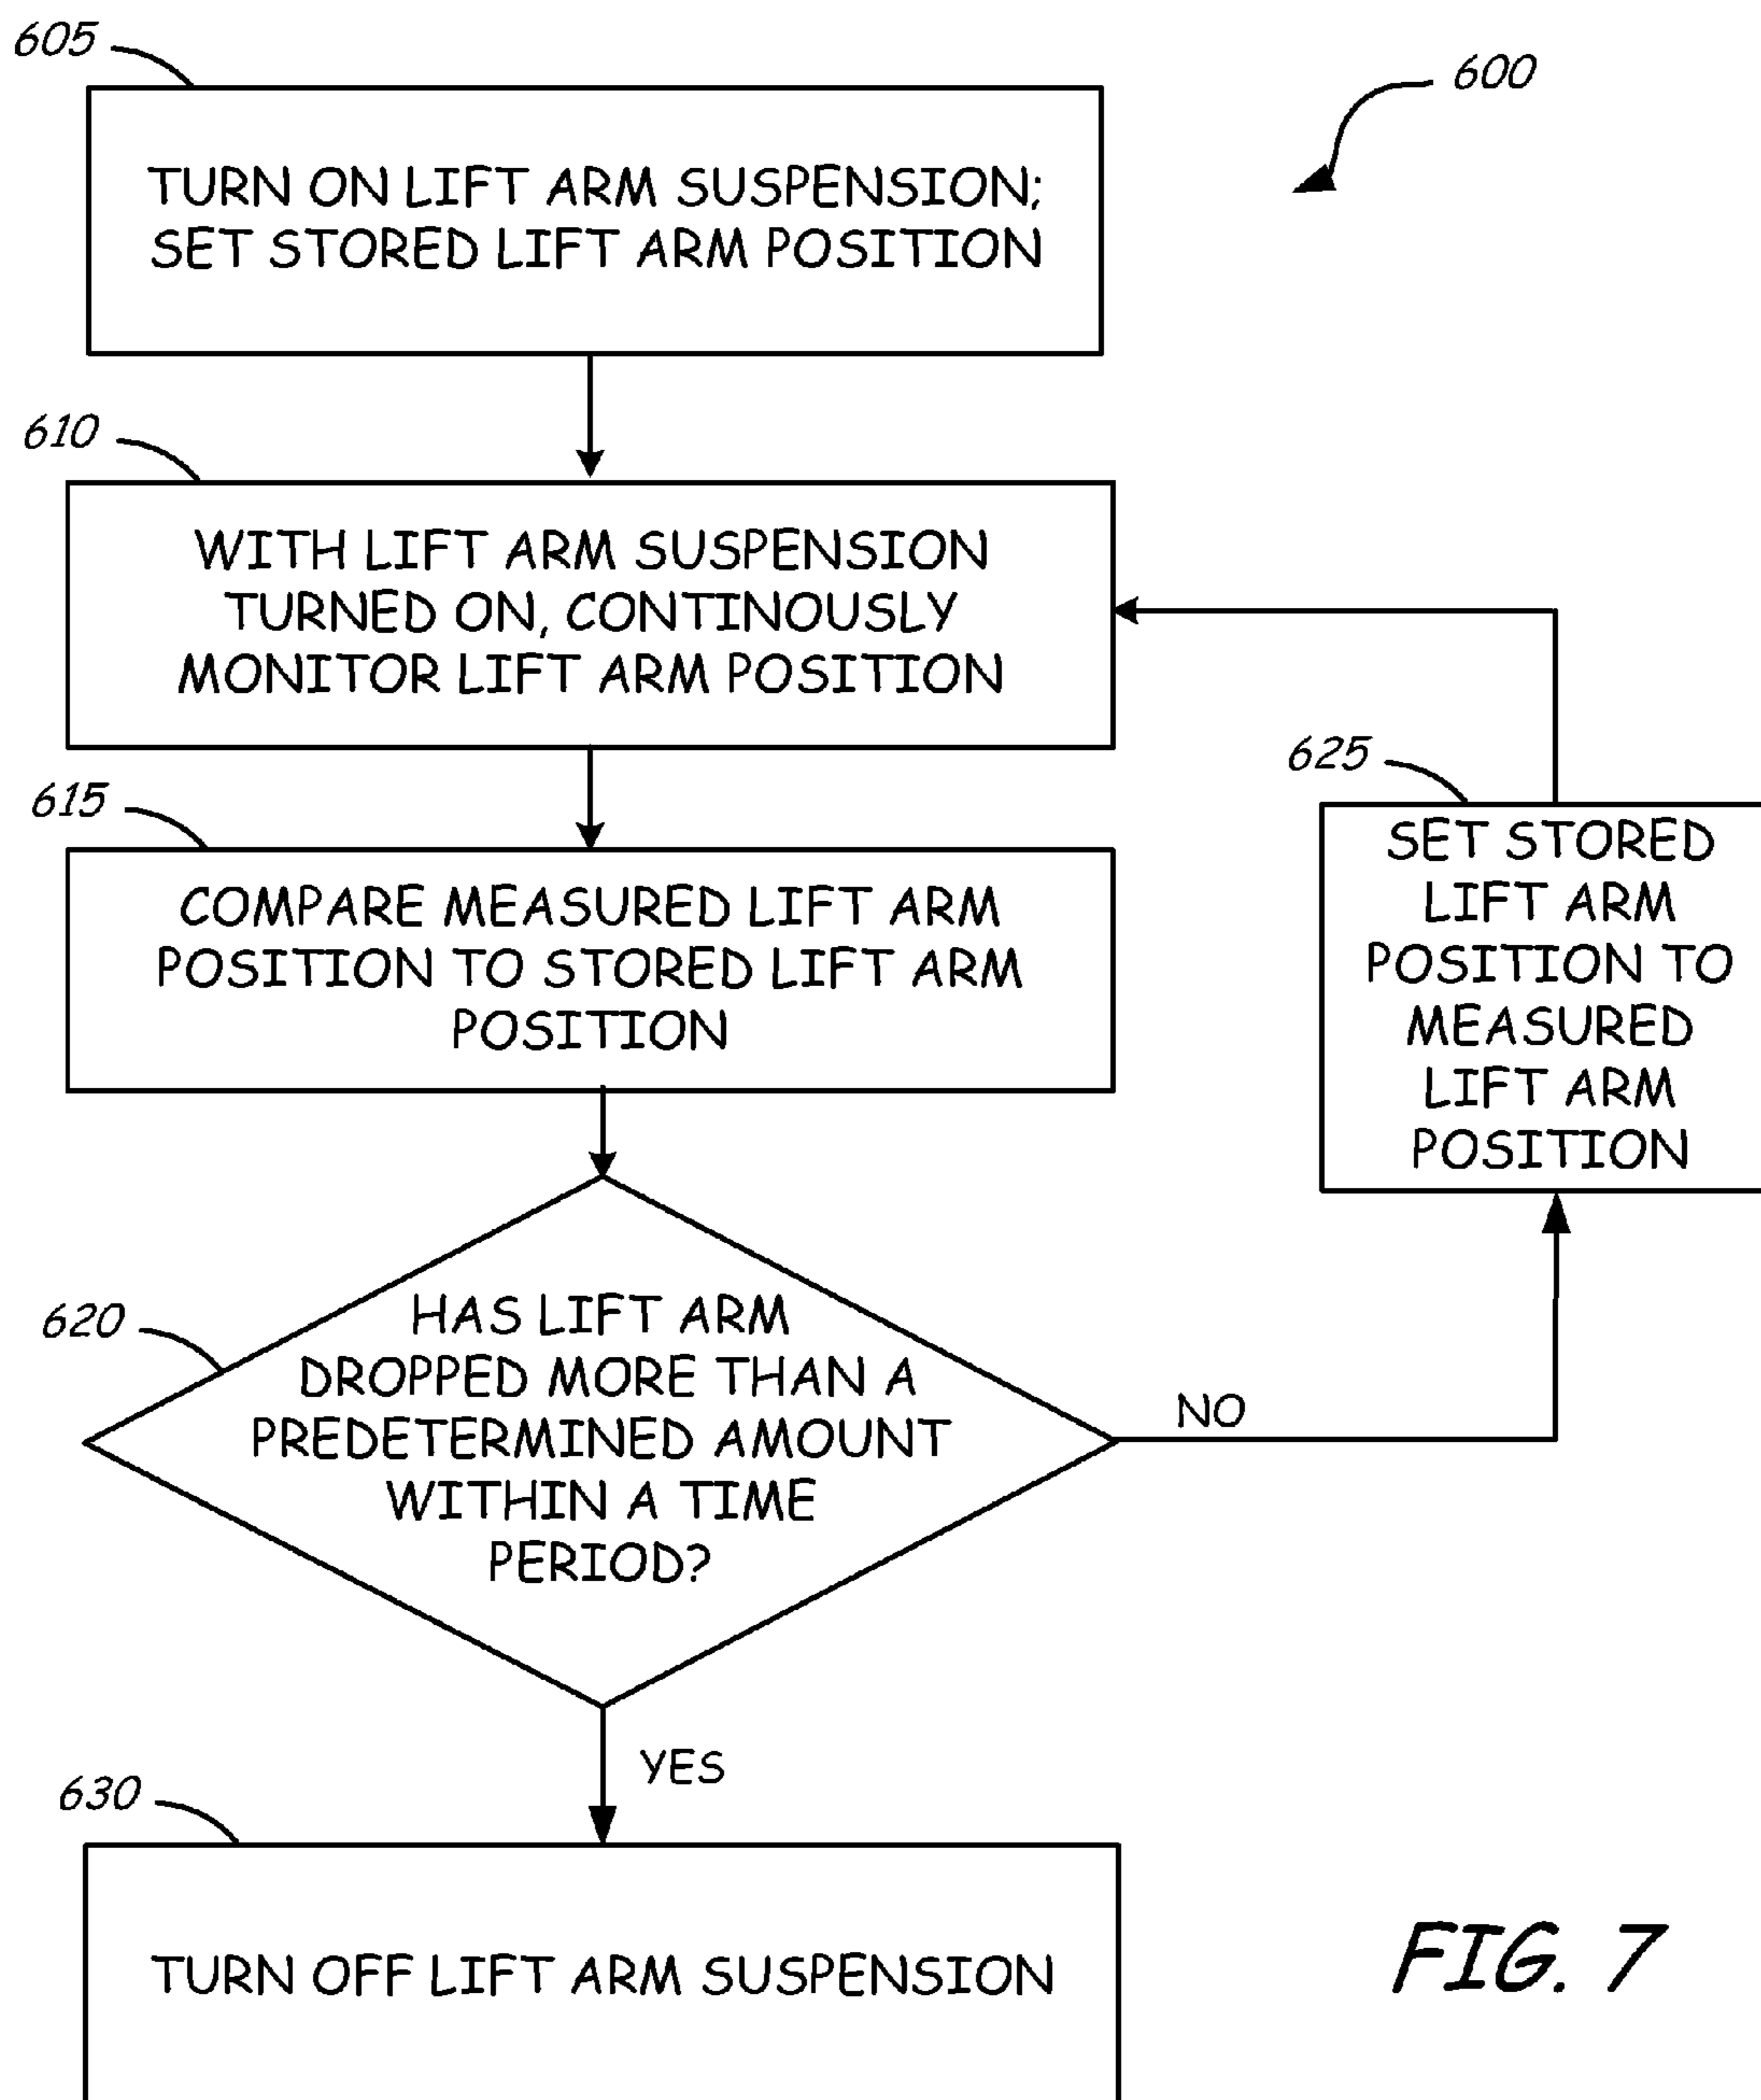 605
600
TURN ON LIFT ARM SUSPENSION;
SET STORED LIFT ARM POSITION
610
WITH LIFT ARM SUSPENSION
TURNED ON, CONTINOUSLY
MONITOR LIFT ARM POSITION
615
COMPARE MEASURED LIFT ARM
POSITION TO STORED LIFT ARM
POSITION
625
SET STORED
LIFT ARM
POSITION TO
MEASURED
LIFT ARM
POSITION
620
HAS LIFT ARM
DROPPED MORE THAN A
PREDETERMINED AMOUNT
WITHIN A TIME
PERIOD?
NO
YES
630
TURN OFF LIFT ARM SUSPENSION
FIG. 7